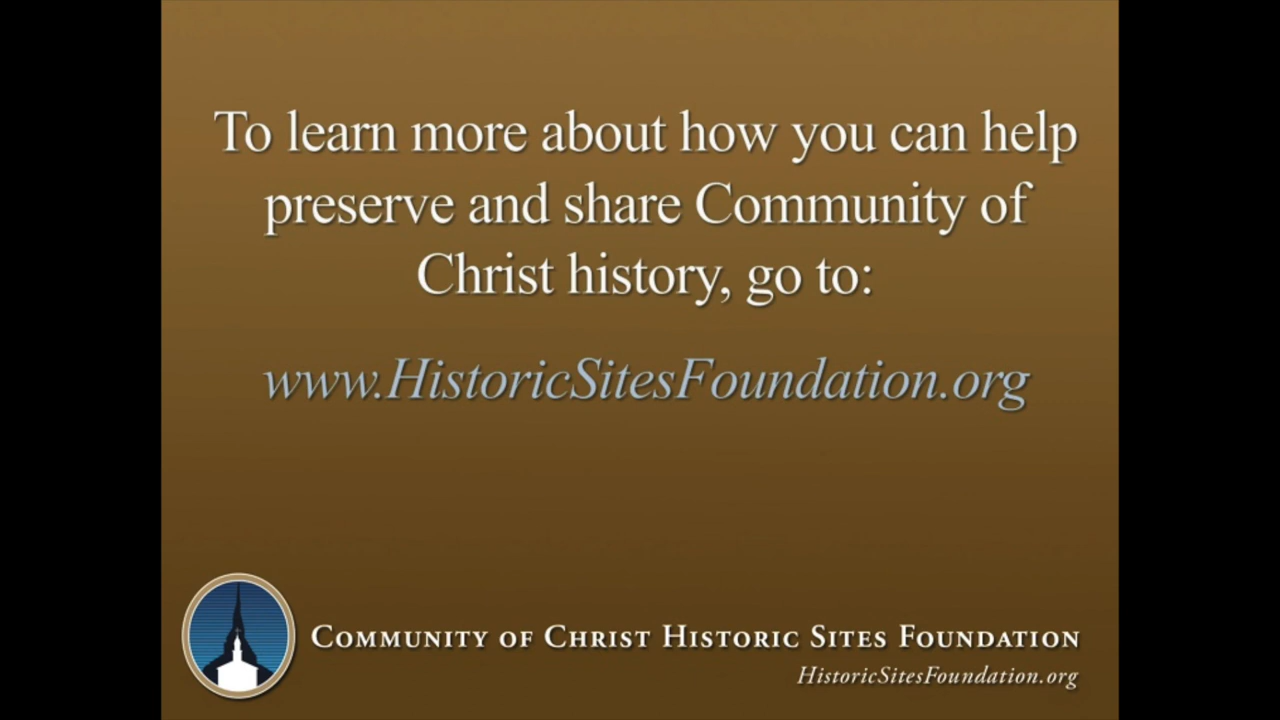 To learn more about how you can help
preserve and share Community of
Christ history, go to:
www.HistoricSitesFoundation.org
Community of Christ Historic Sites Foundation
HistoricSitesFoundation.org